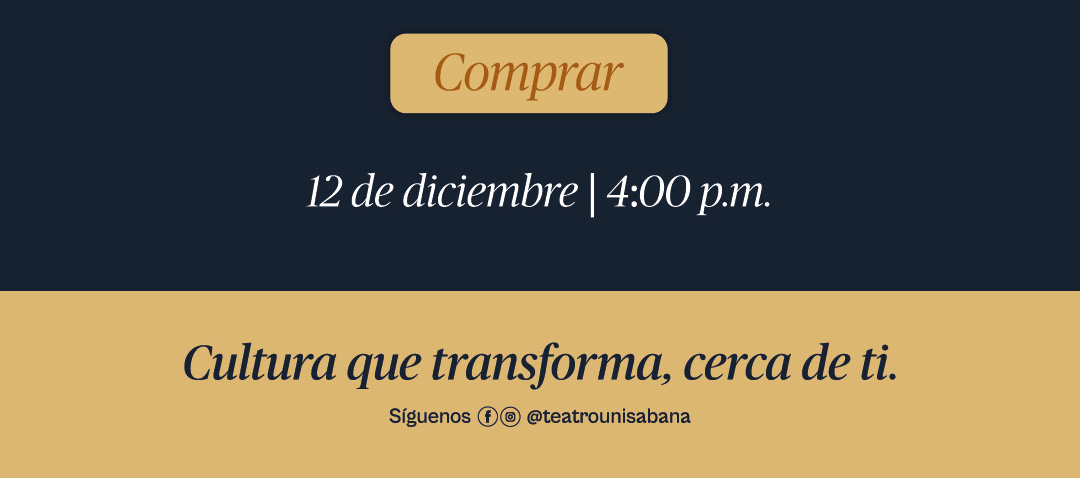 Comprar
12 de diciembre | 4:00 p.m.
Cultura que transforma, cerca de ti.
Síguenos @teatrounisabana